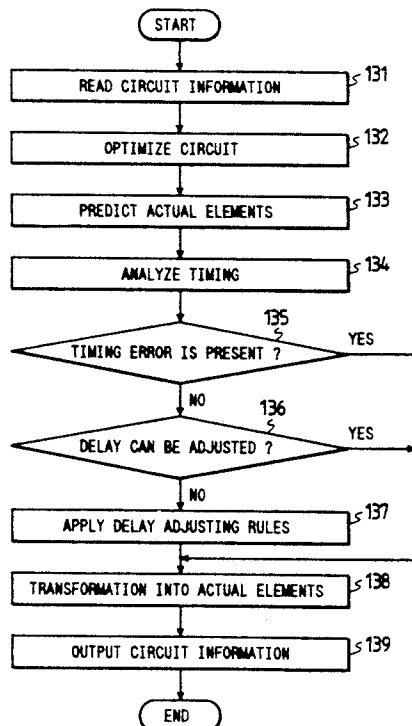 START
READ CIRCUIT INFORMATION
131
OPTIMIZE CIRCUIT
132
PREDICT ACTUAL ELEMENTS
133
ANALYZE TIMING
134
135
TIMING ERROR IS PRESENT ?
YES
NO
136
DELAY CAN BE ADJUSTED ?
YES
NO
APPLY DELAY ADJUSTING RULES
137
TRANSFORMATION INTO ACTUAL ELEMENTS
138
OUTPUT CIRCUIT INFORMATION
139
END